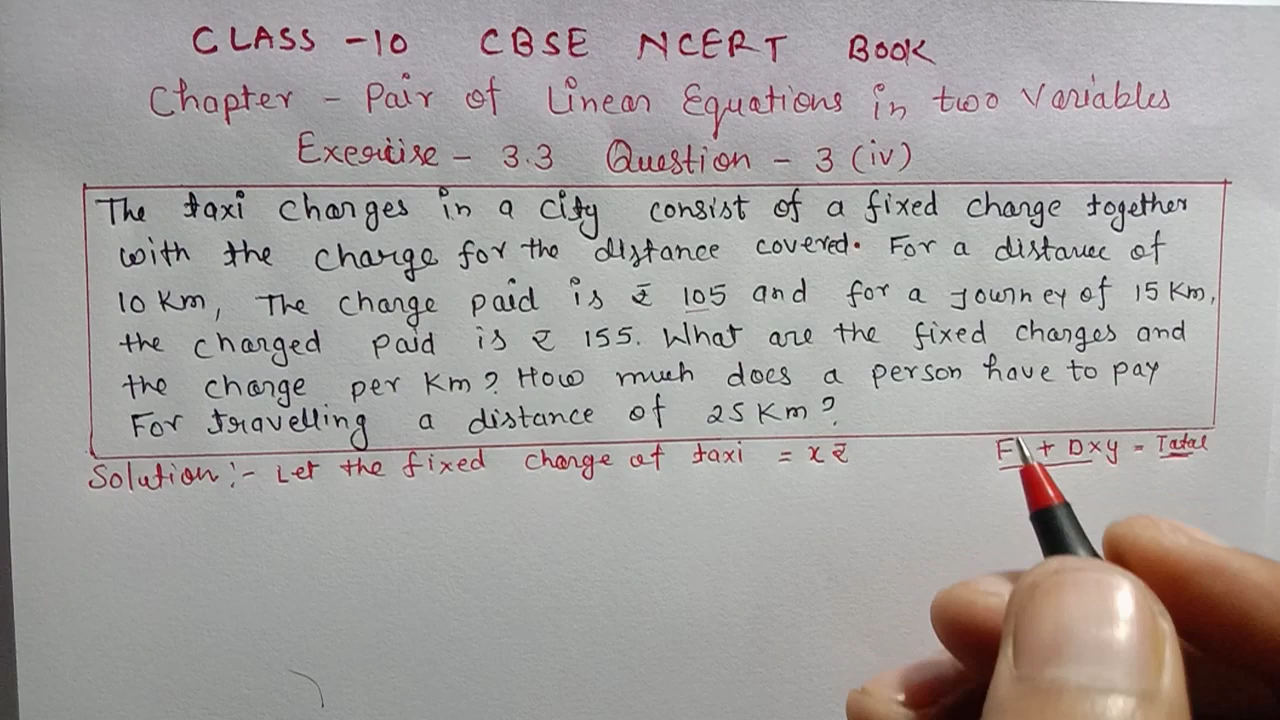 CLASS -10 CBSE NCERT BOOK
Chapter - Pair of Linear Equations in two Variables
Exercise - 3.3 Question - 3 (iv)
The taxi charges in a city consist of a fixed charge together
with the charge for the distance covered. For a distance of
10 Km, The charge paid is ₹ 105 and for a Journey of 15 Km,
the charged paid is ₹ 155. What are the fixed charges and
the charge per Km? How much does a person have to pay
For travelling a distance of 25 Km?
Solution:- Let the fixed charge of taxi = x ₹
+ D×y = Total